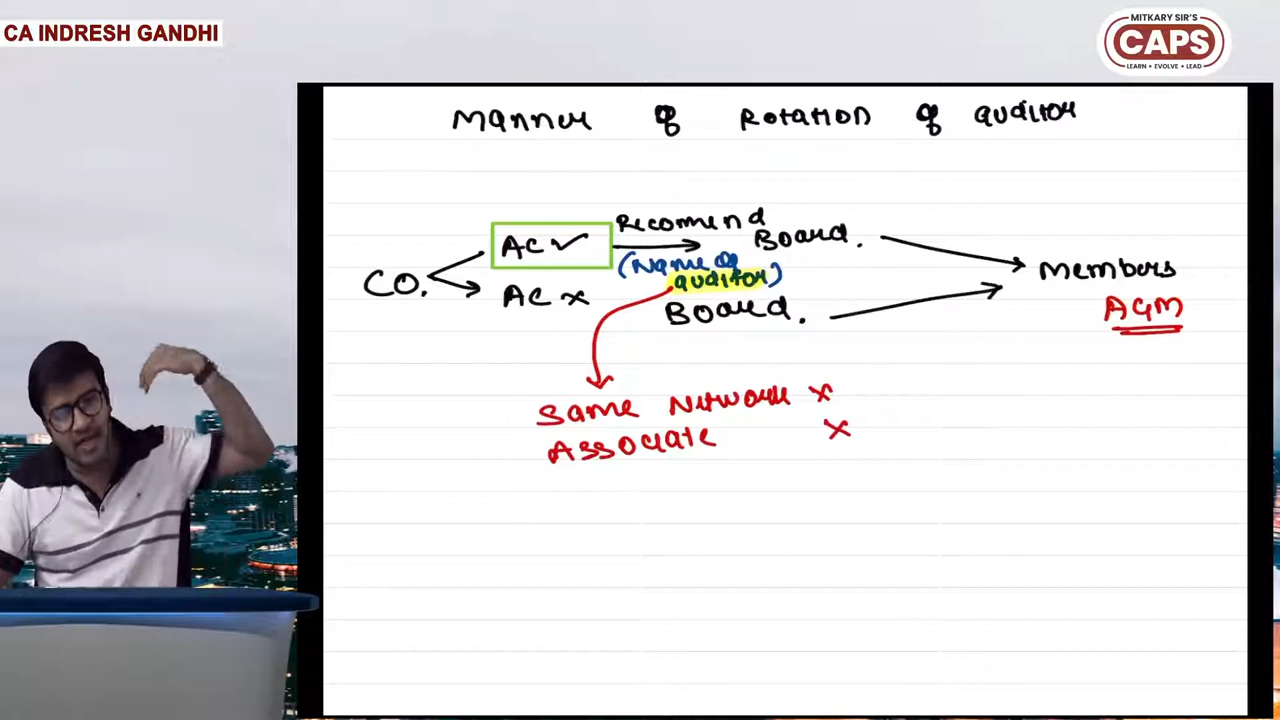 CA INDRESH GANDHI
MITKARY SIR'S
CAPS
LEARN • EVOLVE • LEAD
Manner of Rotation of auditor
AC ✓ Recomend Board.
(Name of auditor)
CO.
AC x Board.
Members
AGM
Same Network x
Associate x